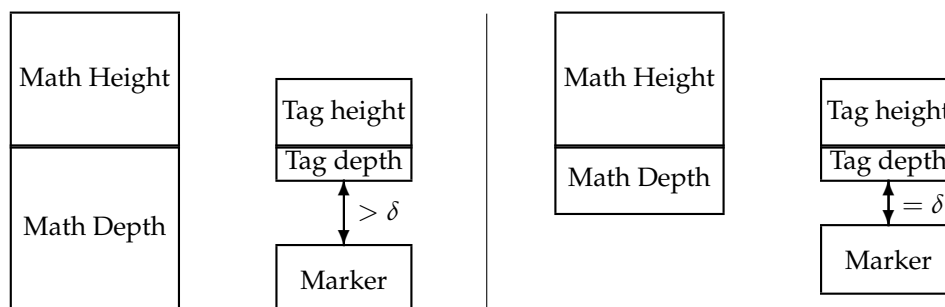 Math Height
Tag height
Tag depth
Math Depth
> δ
Marker
Math Height
Tag height
Tag depth
Math Depth
= δ
Marker